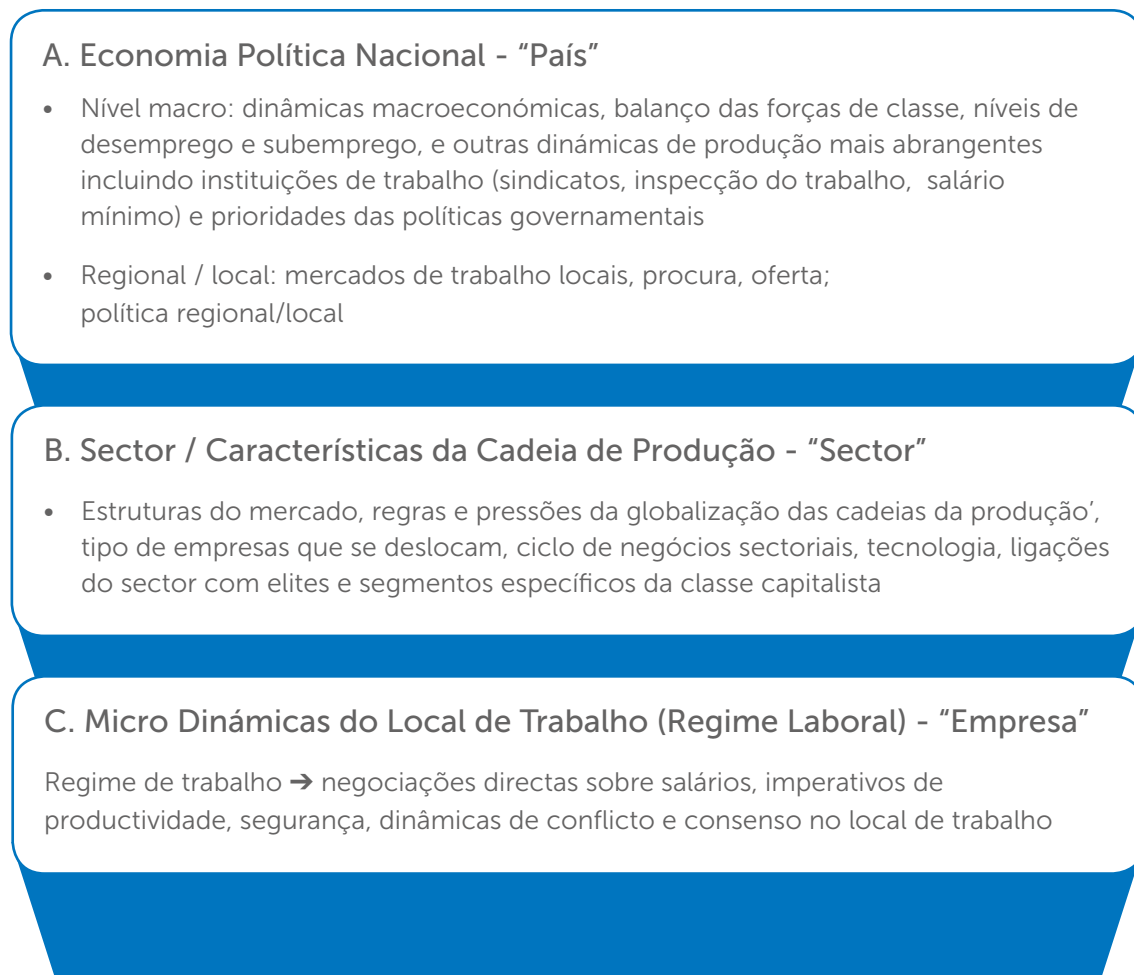 A. Economia Política Nacional - “País”
• Nível macro: dinâmicas macroeconómicas, balanço das forças de classe, níveis de
desemprego e subemprego, e outras dinámicas de produção mais abrangentes
incluindo instituições de trabalho (sindicatos, inspecção do trabalho, salário
mínimo) e prioridades das políticas governamentais
• Regional / local: mercados de trabalho locais, procura, oferta;
política regional/local
B. Sector / Características da Cadeia de Produção - “Sector”
• Estruturas do mercado, regras e pressões da globalização das cadeias da produção’,
tipo de empresas que se deslocam, ciclo de negócios sectoriais, tecnologia, ligações
do sector com elites e segmentos específicos da classe capitalista
C. Micro Dinámicas do Local de Trabalho (Regime Laboral) - “Empresa”
Regime de trabalho ➔ negociações directas sobre salários, imperativos de
productividade, segurança, dinâmicas de conflicto e consenso no local de trabalho